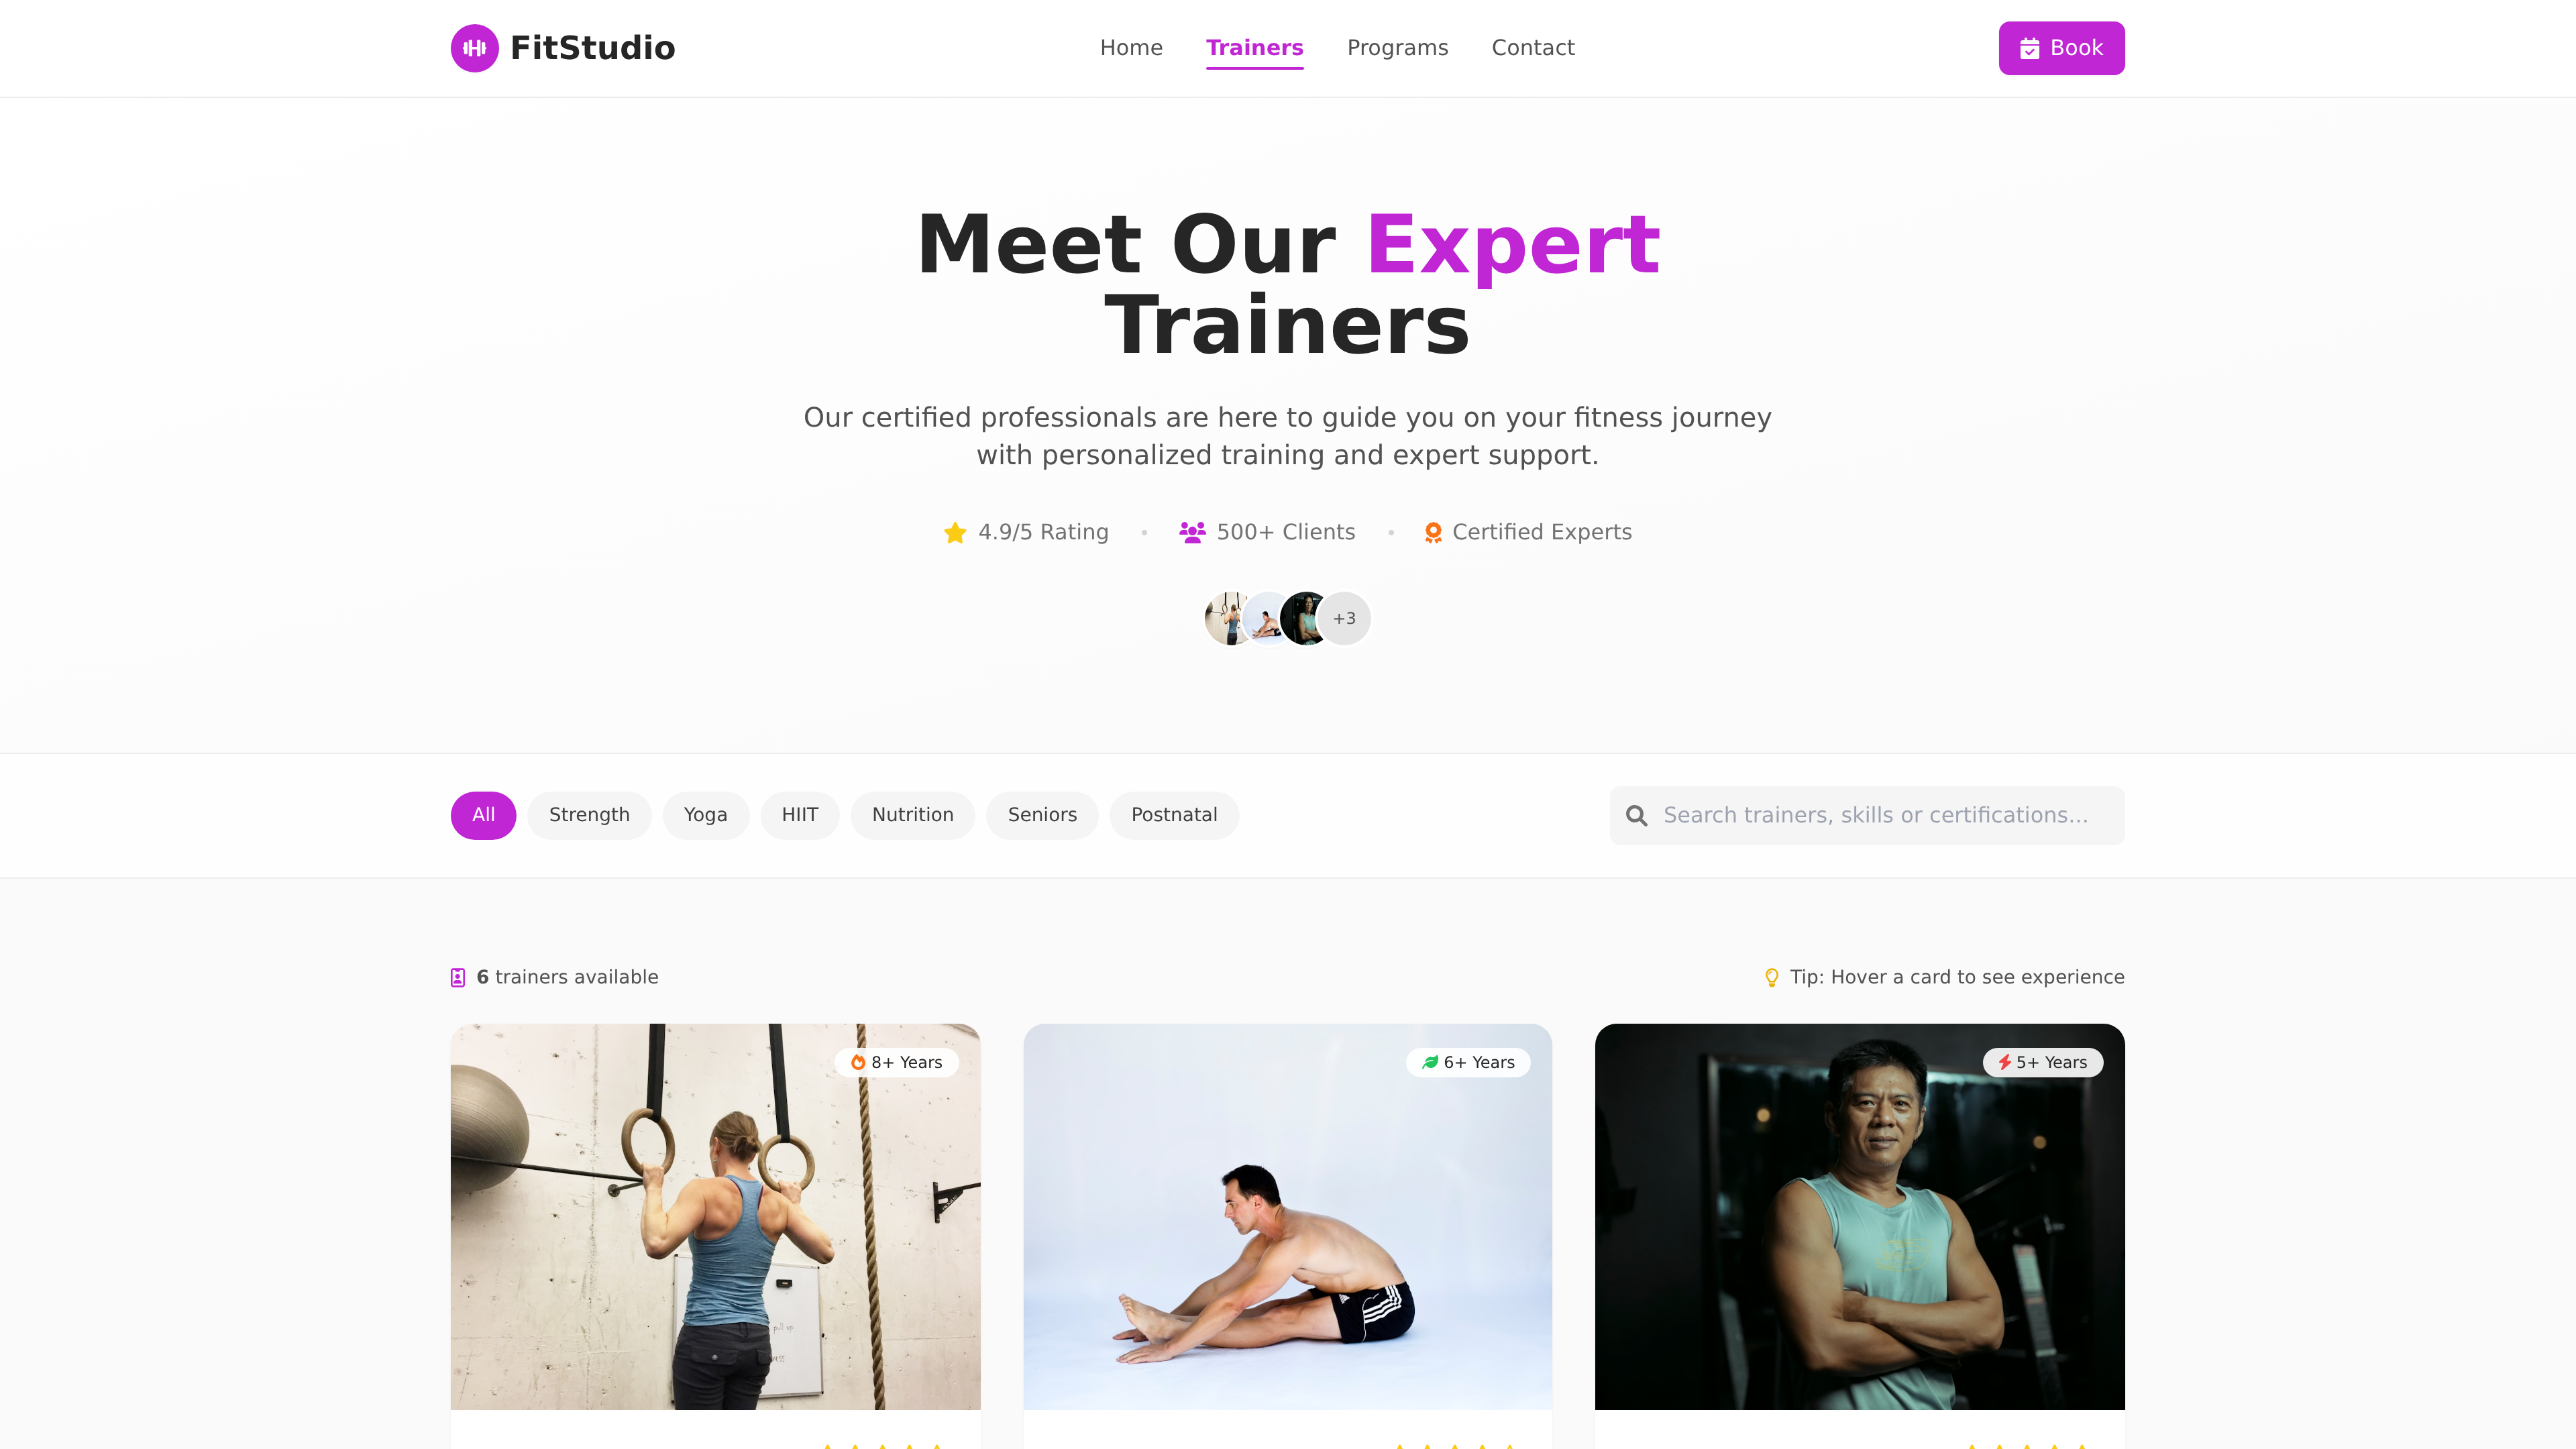 FitStudio
Home
Trainers
Programs
Contact
Book
Meet Our Expert
Trainers
Our certified professionals are here to guide you on your fitness journey
with personalized training and expert support.
4.9/5 Rating
500+ Clients
Certified Experts
+3
All
Strength
Yoga
HIIT
Nutrition
Seniors
Postnatal
Search trainers, skills or certifications...
6 trainers available
Tip: Hover a card to see experience
8+ Years
6+ Years
5+ Years
pull up